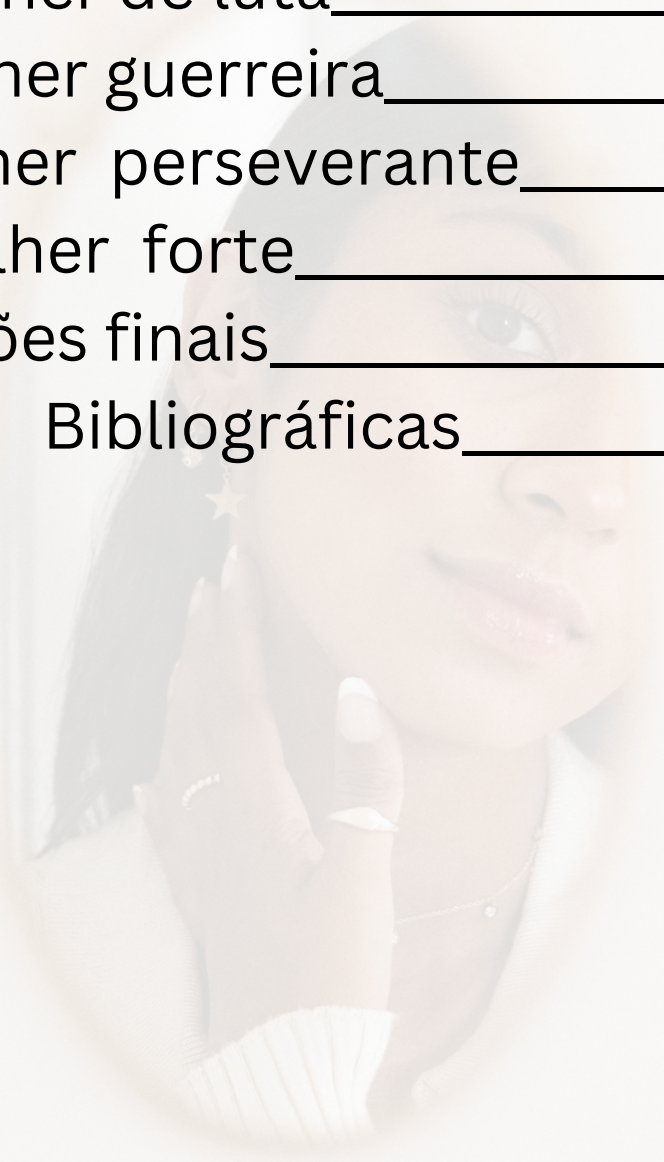 her de luta
her guerreira
her perseverante
lher forte
ões finais
Bibliográficas